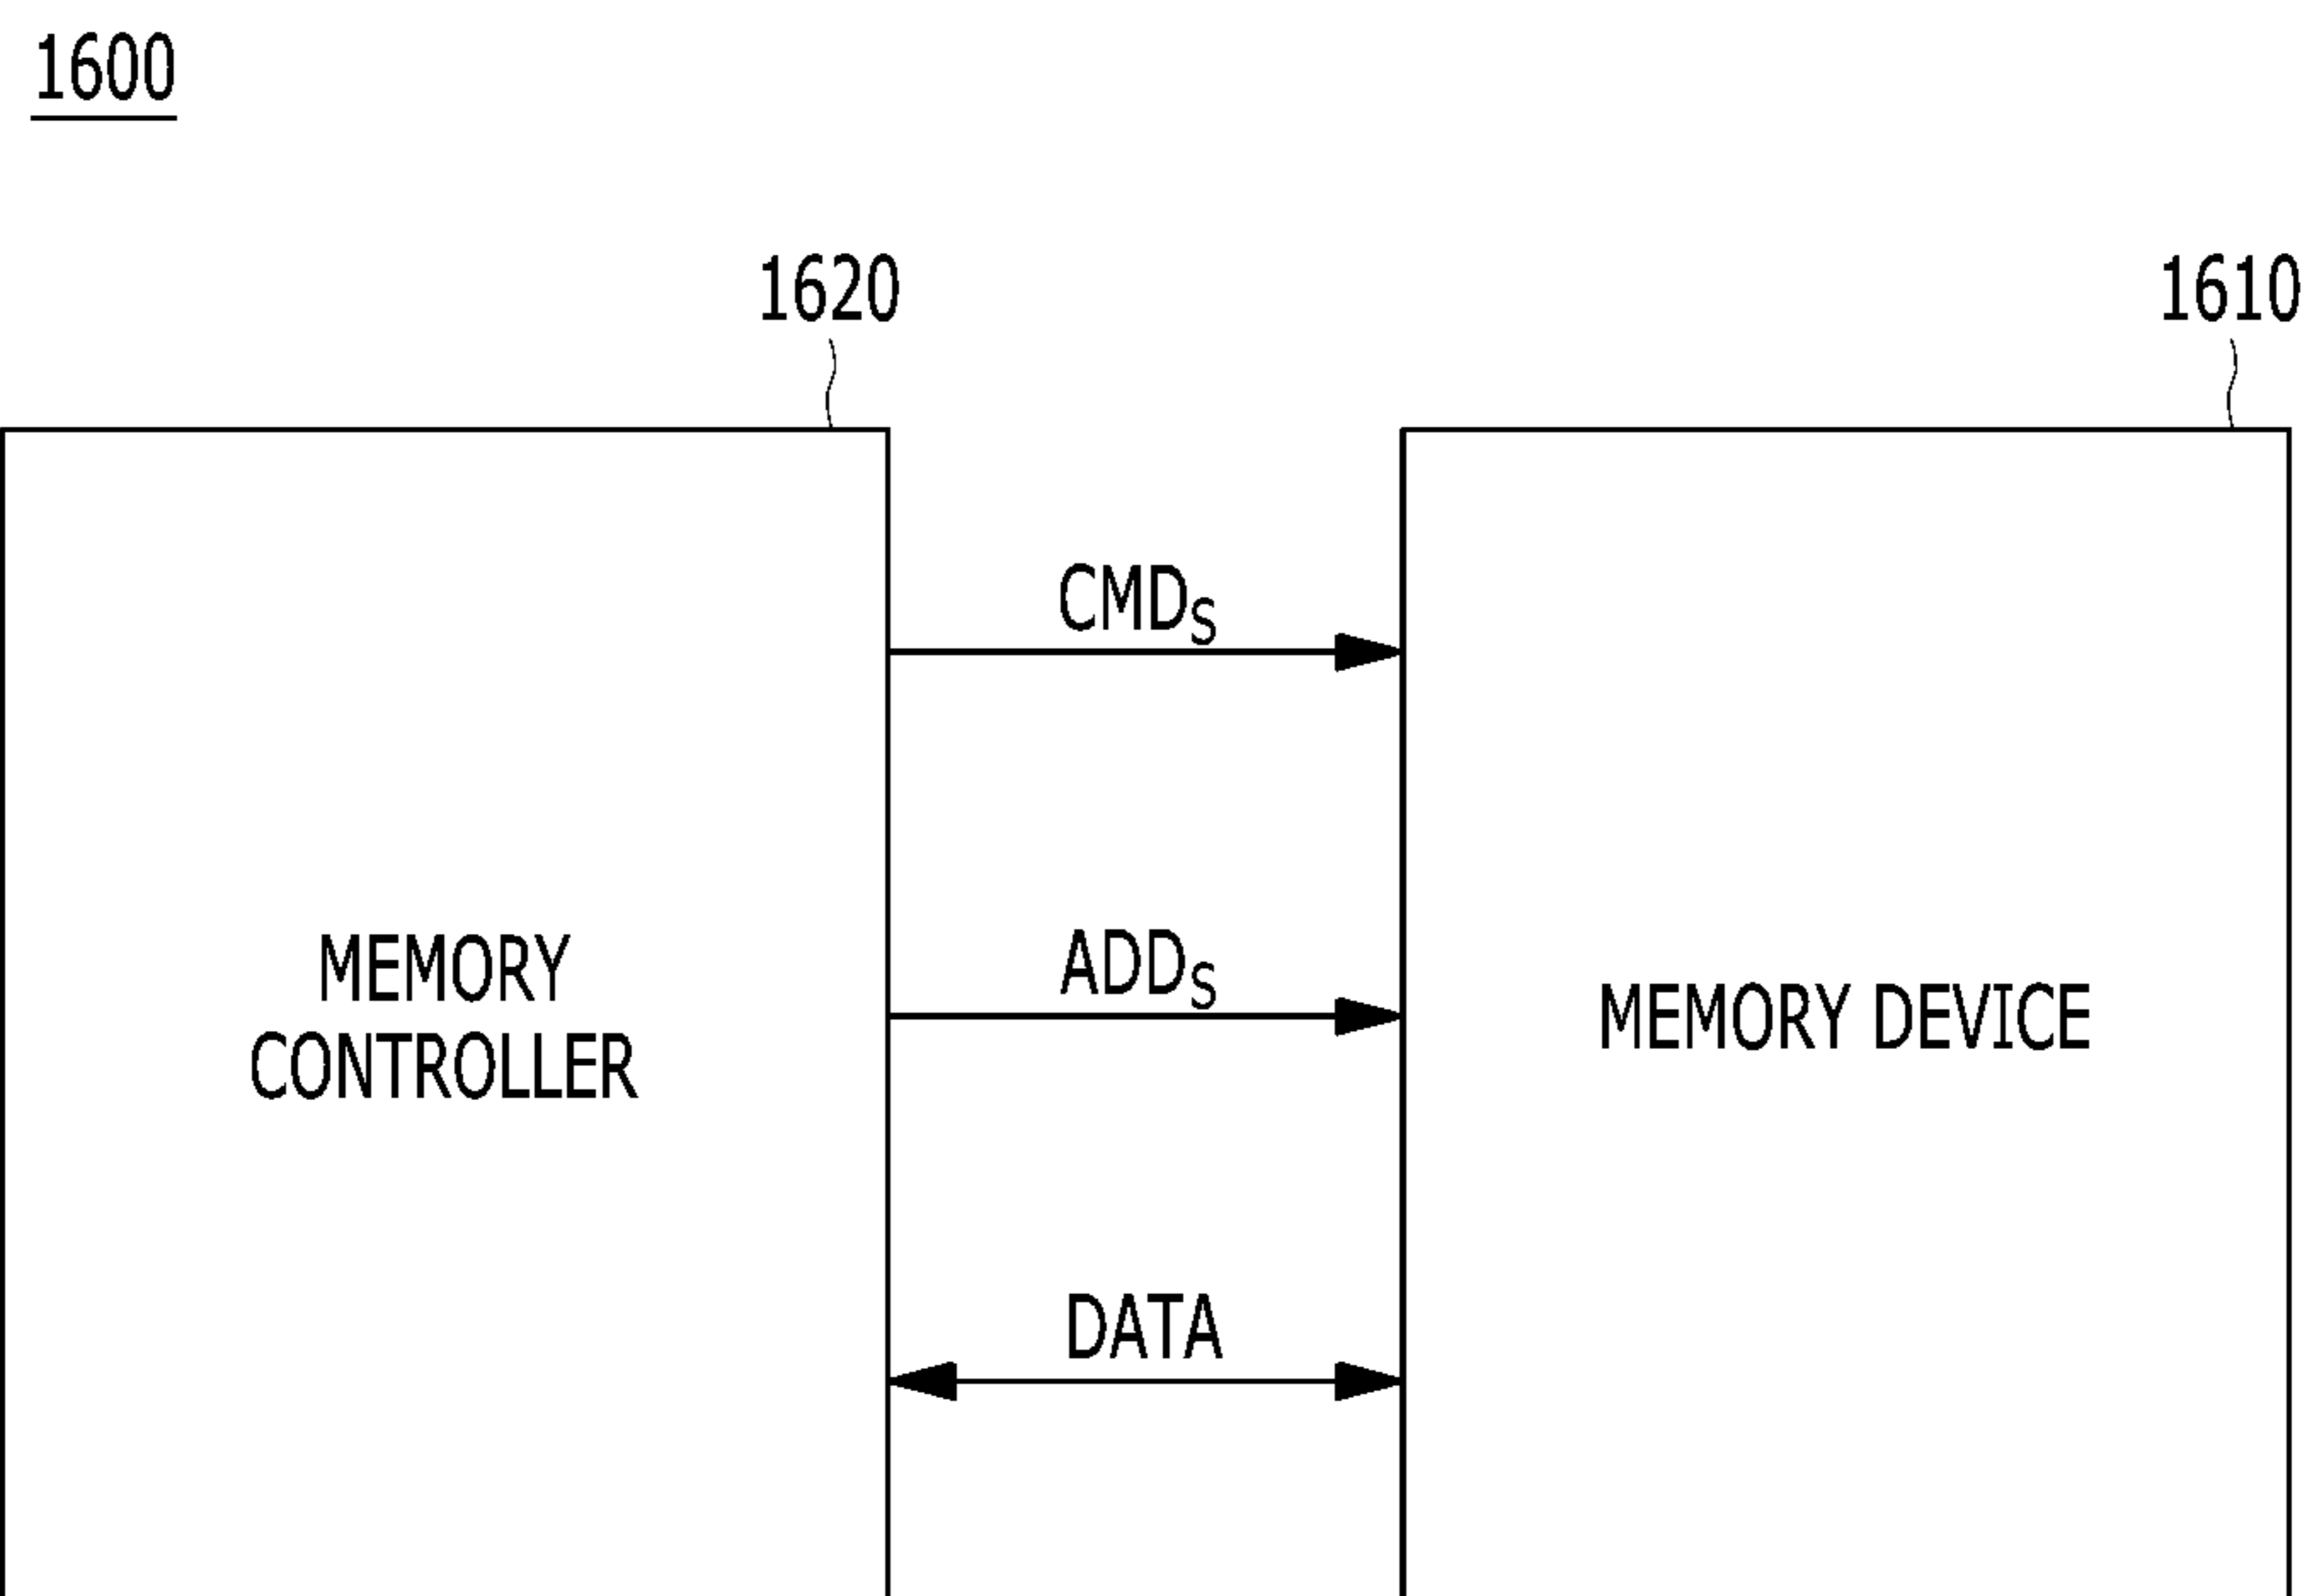 1600
1620
1610
CMDS
ADDS
MEMORY
CONTROLLER
MEMORY DEVICE
DATA